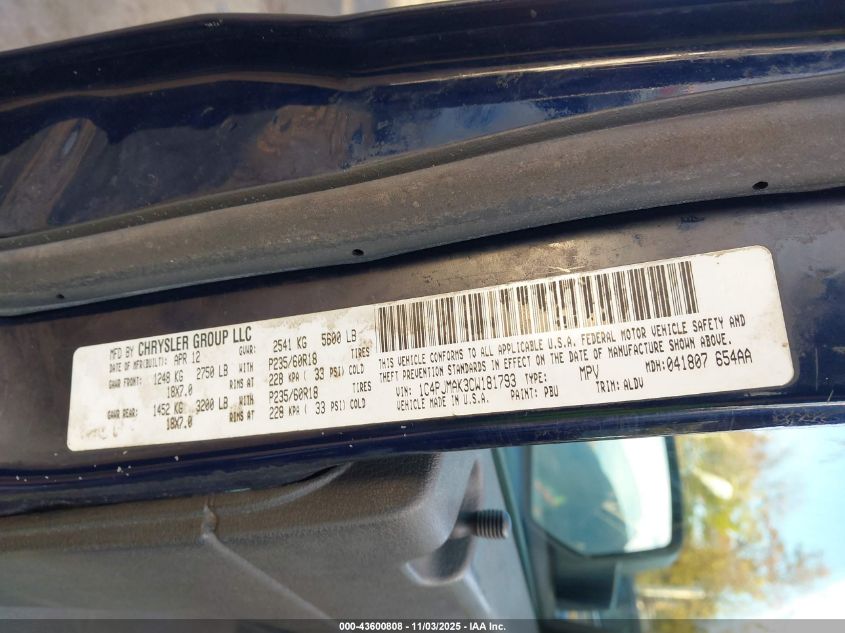 MFD BY CHRYSLER GROUP LLC
DATE OF MFR(BUILT): APR 12 GVWR: 2541 KG 5600 LB
GAWR FRONT: 1248 KG 2750 LB WITH P235/60R18 TIRES
18X7.0 RIMS AT 228 KPA ( 33 PSI) COLD
GAWR REAR: 1452 KG 3200 LB WITH P235/60R18 TIRES
18X7.0 RIMS AT 228 KPA ( 33 PSI) COLD
THIS VEHICLE CONFORMS TO ALL APPLICABLE U.S.A. FEDERAL MOTOR VEHICLE SAFETY AND
THEFT PREVENTION STANDARDS IN EFFECT ON THE DATE OF MANUFACTURE SHOWN ABOVE.
VIN: 1C4PJMAK3CW181793 TYPE: MPV MDH: 041807 654AA
VEHICLE MADE IN U.S.A. PAINT: PBU TRIM: ALDV
000-43600808 - 11/03/2025 - IAA Inc.